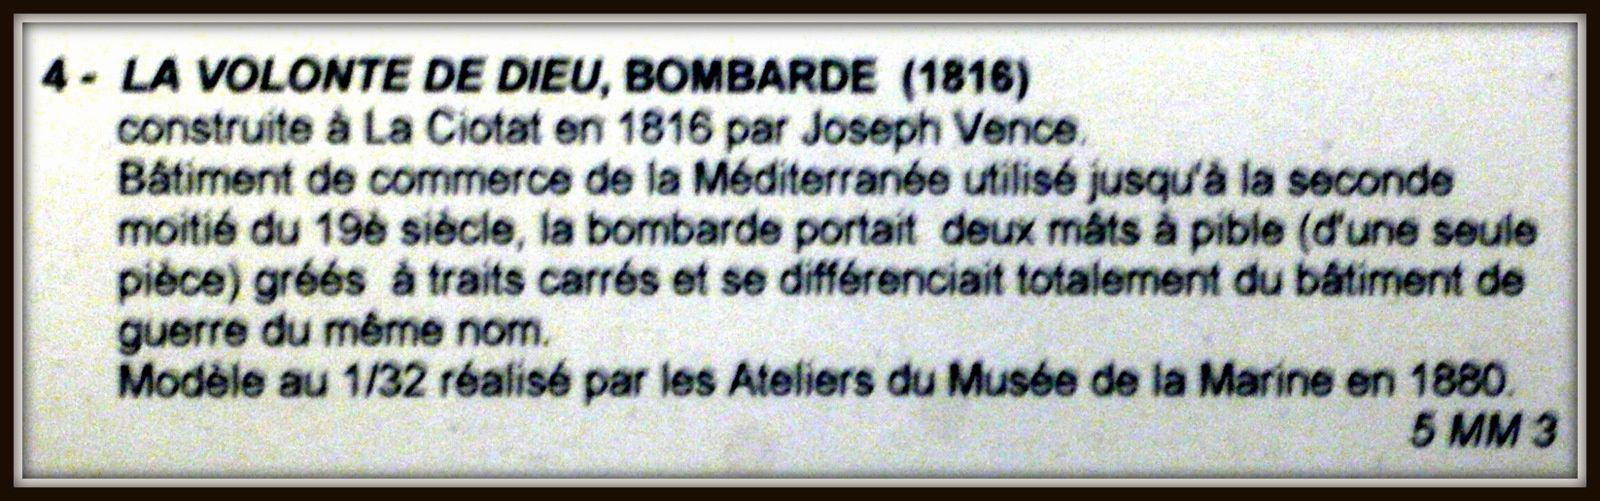 4 - LA VOLONTE DE DIEU, BOMBARDE (1816)
construite à La Ciotat en 1816 par Joseph Vence.
Bâtiment de commerce de la Méditerranée utilisé jusqu'à la seconde
moitié du 19è siècle, la bombarde portait deux mâts à pible (d'une seule
pièce) gréés à traits carrés et se différenciait totalement du bâtiment de
guerre du même nom.
Modèle au 1/32 réalisé par les Ateliers du Musée de la Marine en 1880.
5 MM 3